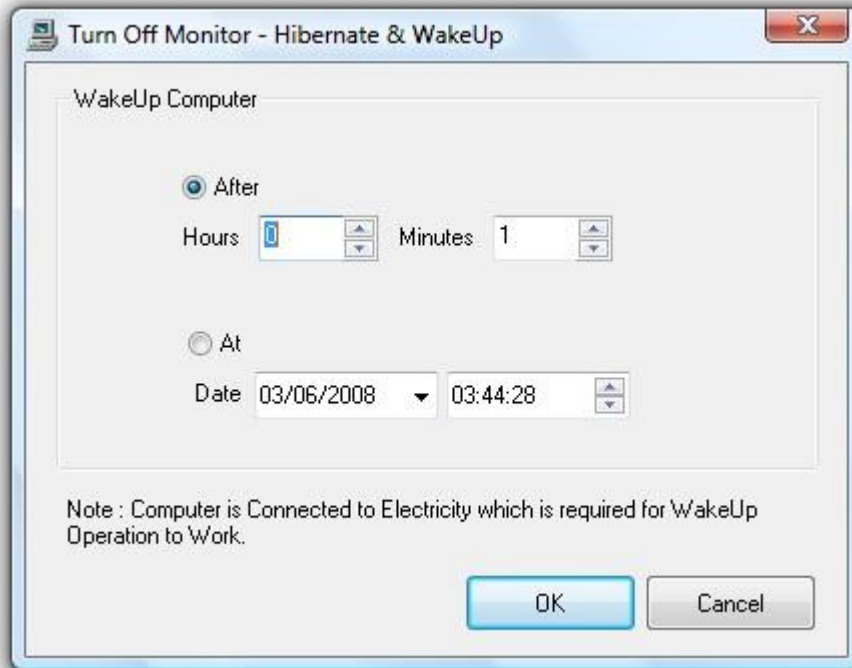 Turn Off Monitor - Hibernate & WakeUp
WakeUp Computer
After
Hours 0 Minutes 1
At
Date 03/06/2008 03:44:28
Note : Computer is Connected to Electricity which is required for WakeUp
Operation to Work.
OK Cancel